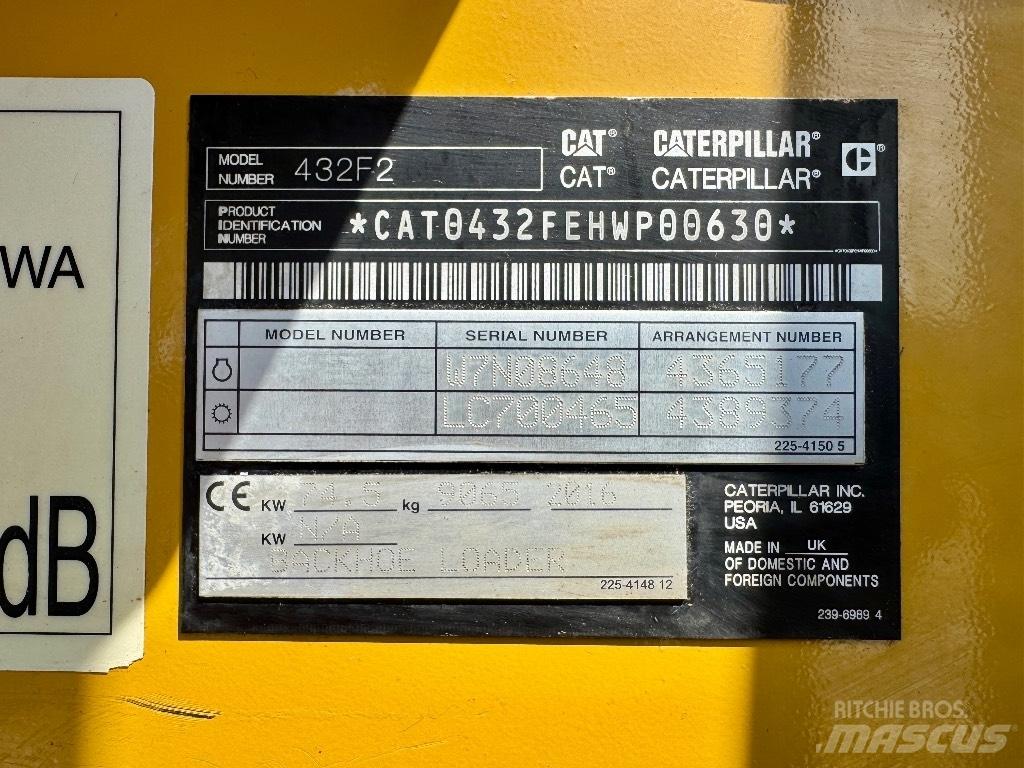 WA
dB
CAT® CATERPILLAR®
CAT® CATERPILLAR®
MODEL NUMBER 432F2
PRODUCT IDENTIFICATION NUMBER *CAT0432FEHWP00630*
MODEL NUMBER SERIAL NUMBER ARRANGEMENT NUMBER
W7N08648 4365177
LC700465 4389374
225-4150 5
CE KW 74.5 kg 9065 2016
KW N/A
BACKHOE LOADER
225-4148 12
CATERPILLAR INC.
PEORIA, IL 61629
USA
MADE IN UK
OF DOMESTIC AND
FOREIGN COMPONENTS
239-6989 4
RITCHIE BROS.
MASCUS